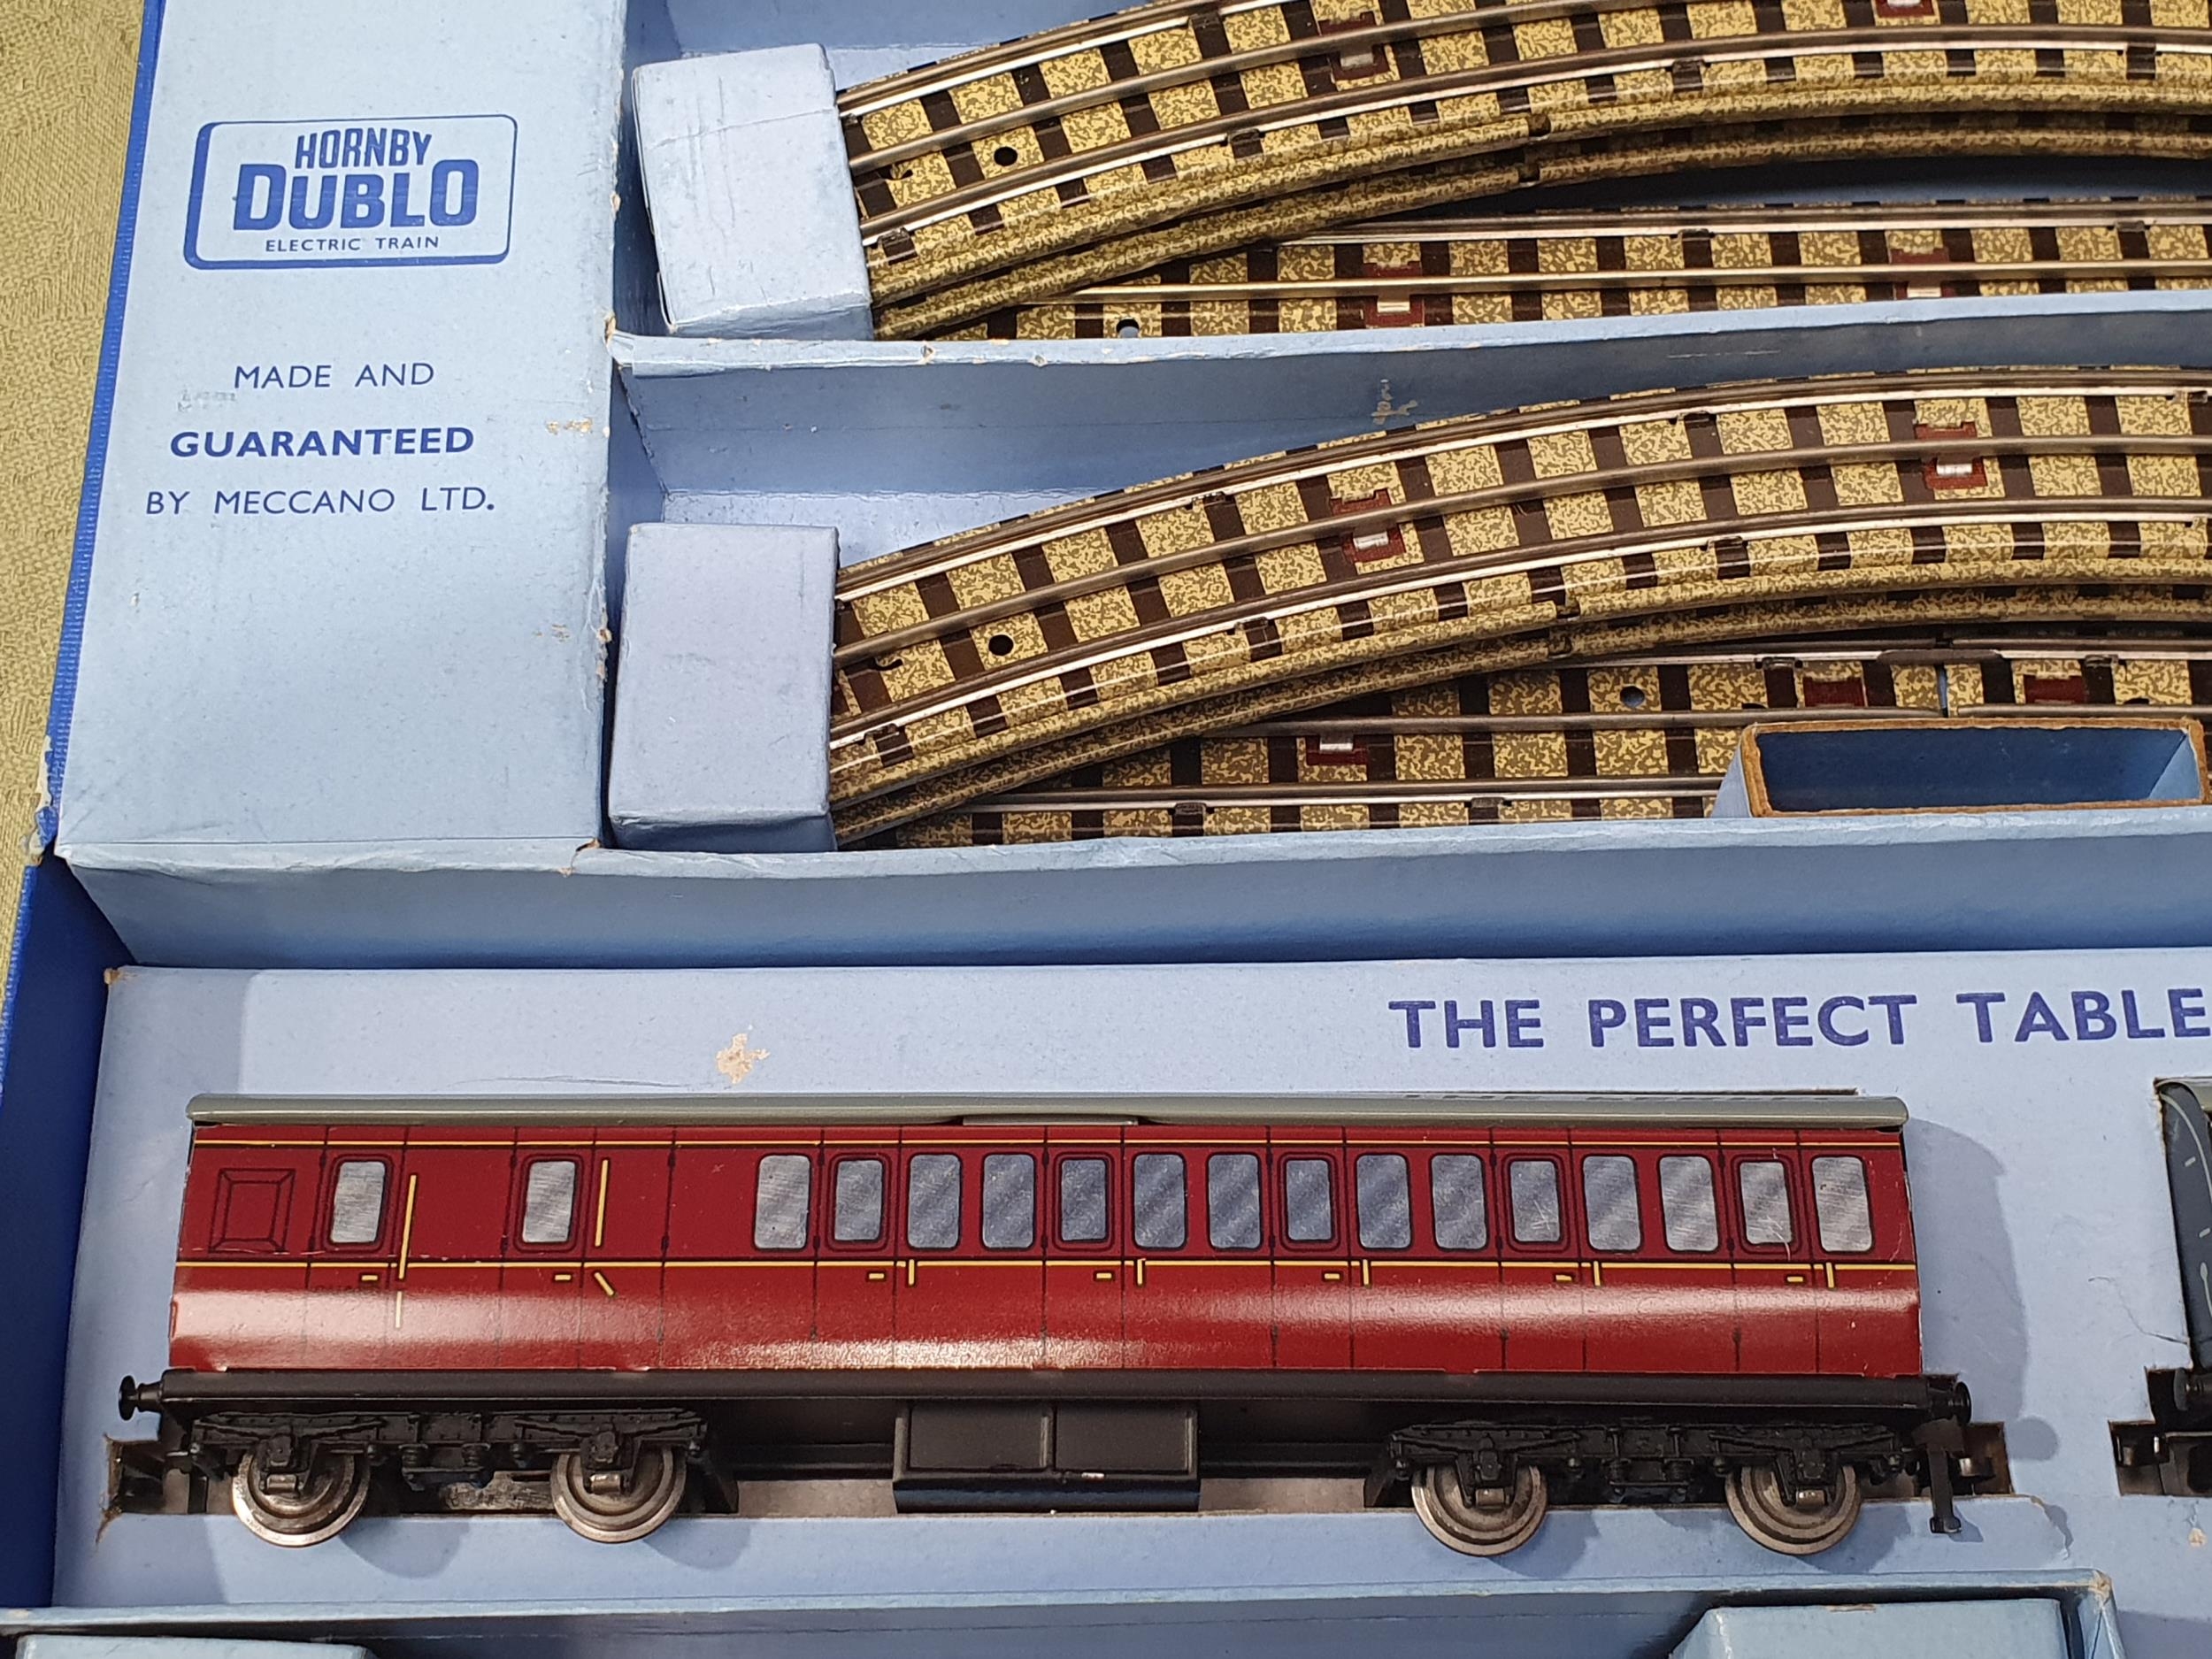 HORNBY
DUBLO
ELECTRIC TRAIN
MADE AND
GUARANTEED
BY MECCANO LTD.
THE PERFECT TABLE